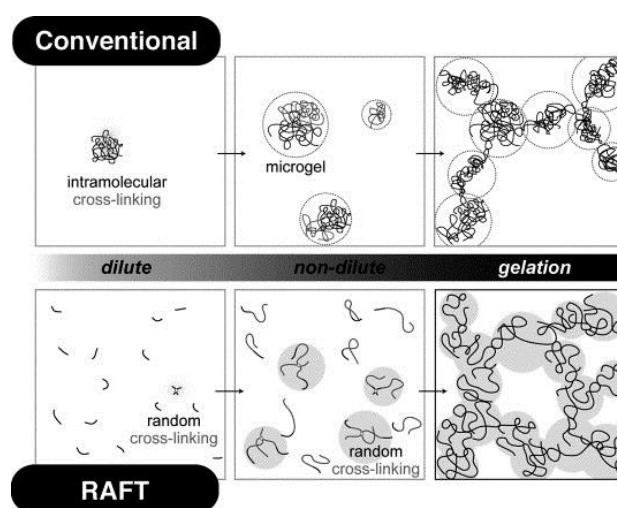 Conventional
intramolecular
cross-linking
microgel
dilute
non-dilute
gelation
random
cross-linking
random
cross-linking
RAFT